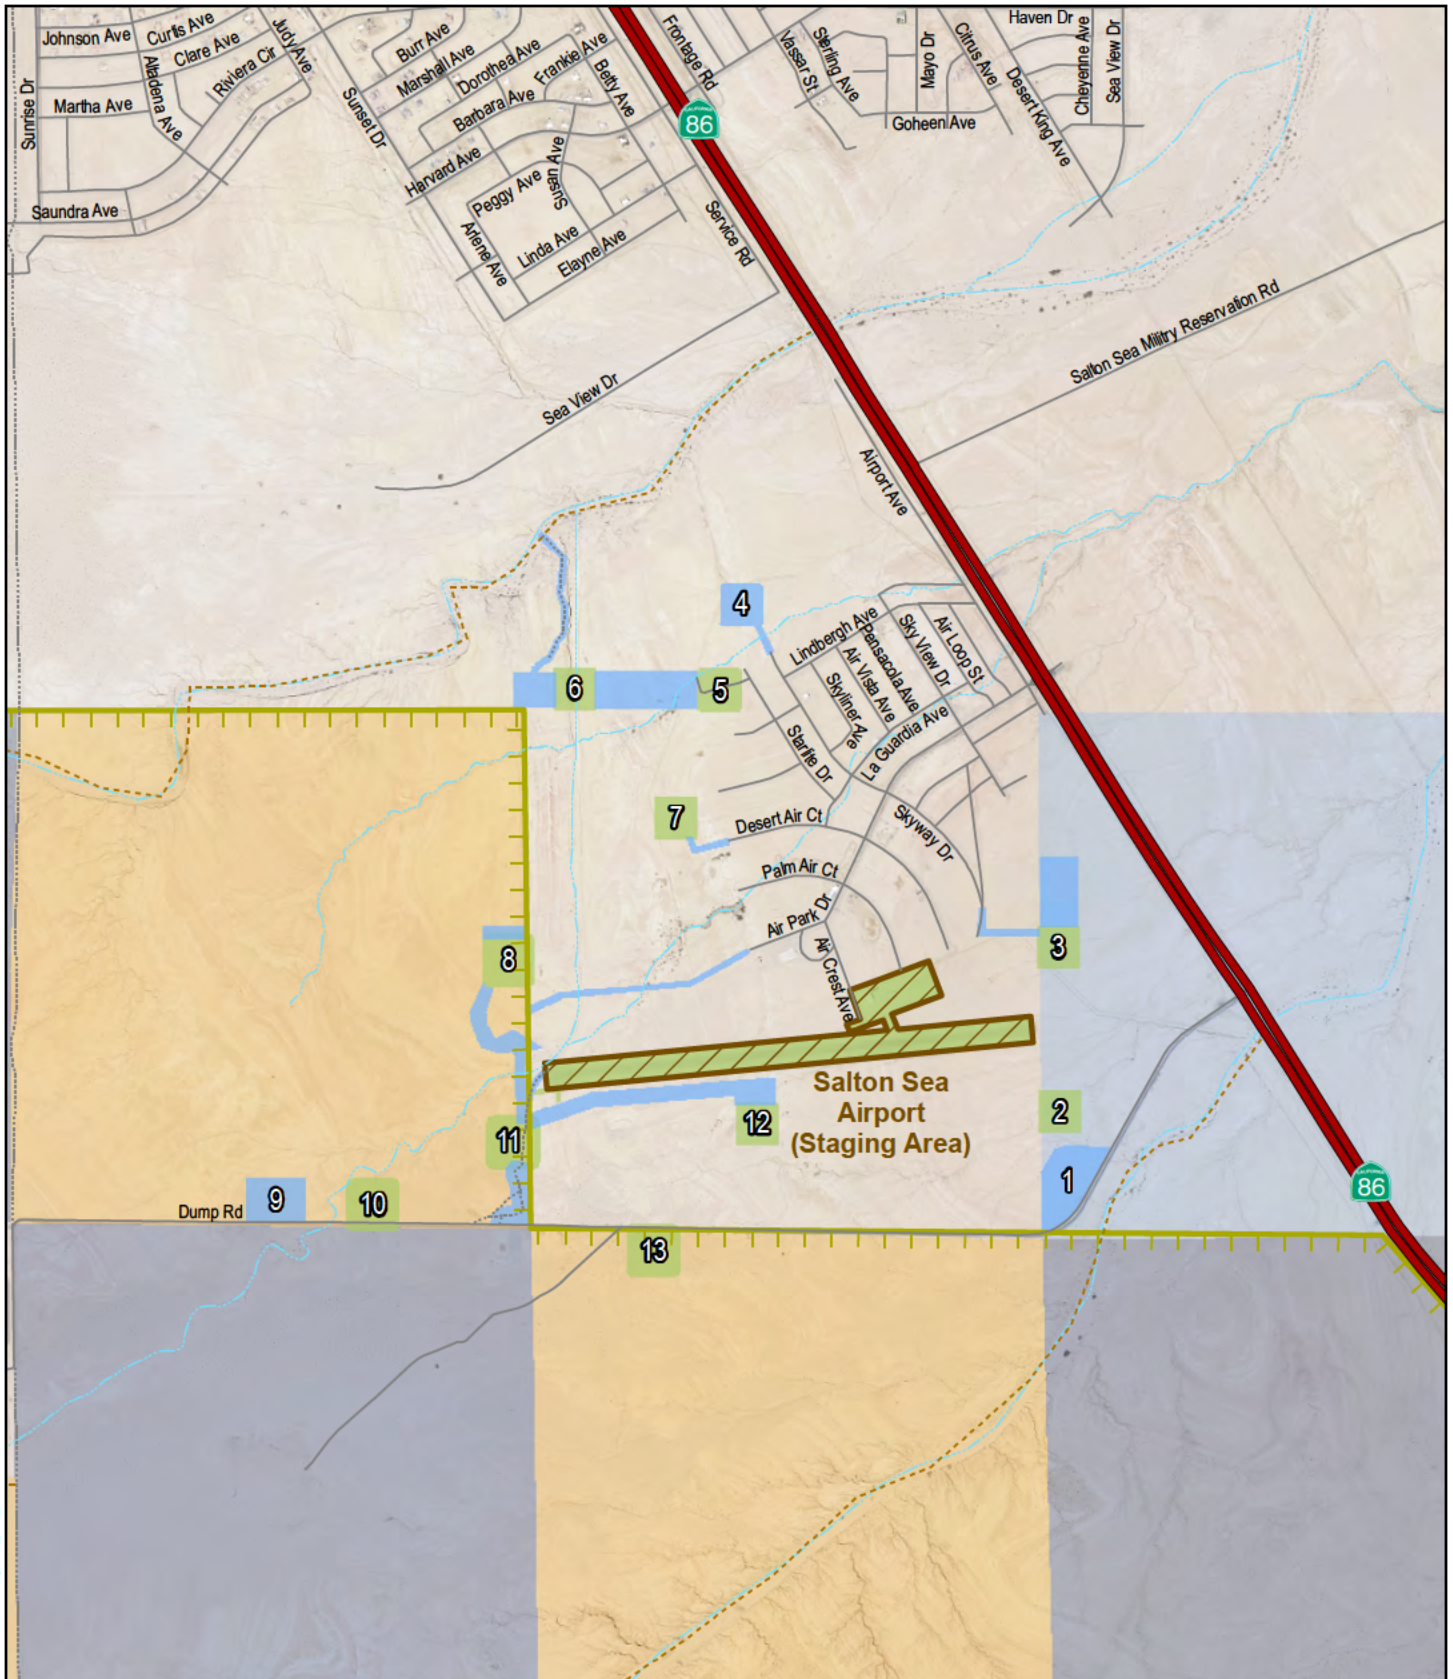 Johnson Ave
Curtis Ave
Clare Ave
Judy Ave
Riviera Cir
Altadena Ave
Martha Ave
Sunrise Dr
Saundra Ave
Sunset Dr
Burr Ave
Marshall Ave
Dorothea Ave
Frankie Ave
Barbara Ave
Betty Ave
Harvard Ave
Peggy Ave
Susan Ave
Arlene Ave
Linda Ave
Elayne Ave
Frontage Rd
CALIFORNIA
86
Service Rd
Vassar St
Sterling Ave
Mayo Dr
Citrus Ave
Haven Dr
Cheyenne Ave
Sea View Dr
Desert King Ave
Goheen Ave
Salton Sea Militry Reservation Rd
Sea View Dr
Airport Ave
4
Lindbergh Ave
Pensacola Ave
Sky View Dr
Air Loop St
Air Vista Ave
Skyliner Ave
La Guardia Ave
Starlite Dr
6
5
7
Desert Air Ct
Skyway Dr
Palm Air Ct
Air Park Dr
Air Crest Ave
3
8
Salton Sea
Airport
(Staging Area)
2
12
11
1
CALIFORNIA
86
9
10
Dump Rd
13